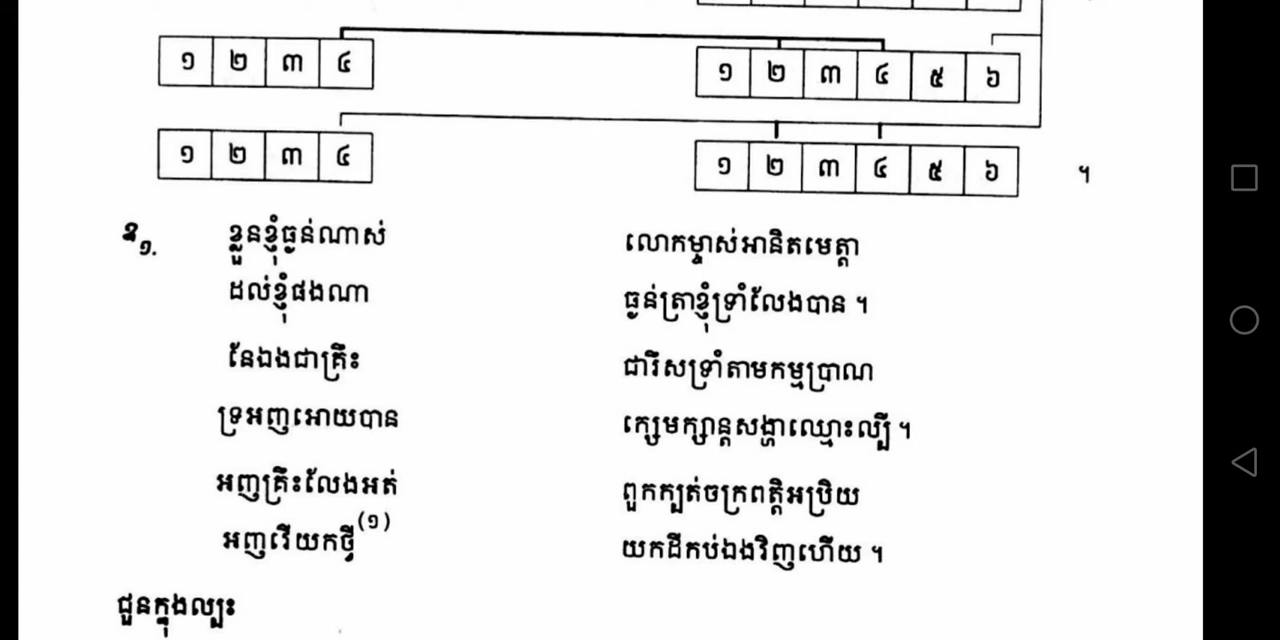 ១ ២ ៣ ៤ ១ ២ ៣ ៤ ៥ ៦
១ ២ ៣ ៤ ១ ២ ៣ ៤ ៥ ៦ ។
ឧ ១. ខ្លួនខ្ញុំធ្ងន់ណាស់ លោកម្ចាស់អានិតមេត្តា
ដល់ខ្ញុំផងណា ធ្ងន់ត្រាខ្ញុំទ្រាំលែងបាន ។
នែឯងជាគ្រឹះ ជារឹសទ្រាំតាមកម្មប្រាណ
ទ្រអញអោយបាន ក្សេមក្សាន្តសង្ហាឈ្មោះល្បី ។
អញគ្រឹះលែងអត់ ពួកក្បត់ចក្រពត្តិអប្រិយ
អញវើយកថ្វី(១) យកដីកប់ឯងវិញហើយ ។
ជួនក្នុងល្បះ